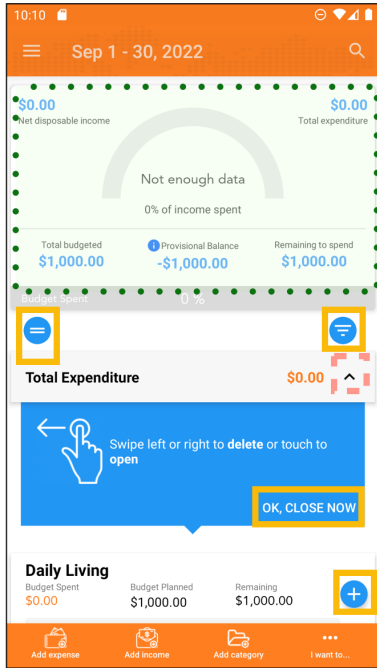 10:10
Sep 1 - 30, 2022
$0.00 $0.00
Net disposable income Total expenditure
Not enough data
0% of income spent
Total budgeted Provisional Balance Remaining to spend
$1,000.00 -$1,000.00 $1,000.00
Budget Spent 0 %
Total Expenditure $0.00
Swipe left or right to delete or touch to
open
OK, CLOSE NOW
Daily Living
Budget Spent Budget Planned Remaining
$0.00 $1,000.00 $1,000.00
Add expense Add income Add category I want to...